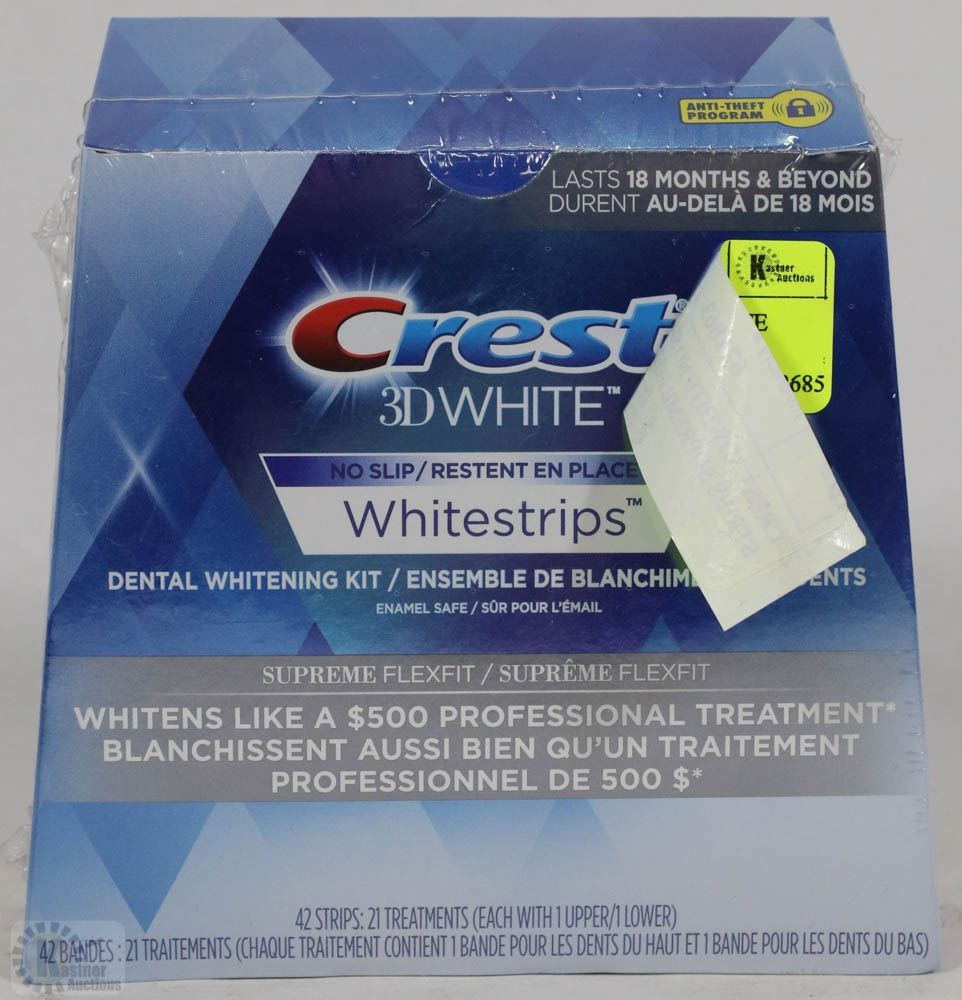 ANTI-THEFT
PROGRAM
LASTS 18 MONTHS & BEYOND
DURENT AU-DELÀ DE 18 MOIS
Kastner
Auctions
Crest®
3D WHITE™
NO SLIP / RESTENT EN PLACE
Whitestrips™
DENTAL WHITENING KIT / ENSEMBLE DE
ENAMEL SAFE / SÛR POUR L'ÉMAIL
SUPREME FLEXFIT / SUPRÊME FLEXFIT
WHITENS LIKE A $500 PROFESSIONAL TREATMENT*
BLANCHISSENT AUSSI BIEN QU'UN TRAITEMENT
PROFESSIONNEL DE 500 $*
42 STRIPS: 21 TREATMENTS (EACH WITH 1 UPPER/1 LOWER)
42 BANDES : 21 TRAITEMENTS (CHAQUE TRAITEMENT CONTIENT 1 BANDE POUR LES DENTS DU HAUT ET 1 BANDE POUR LES DENTS DU BAS)
Kastner
Auctions